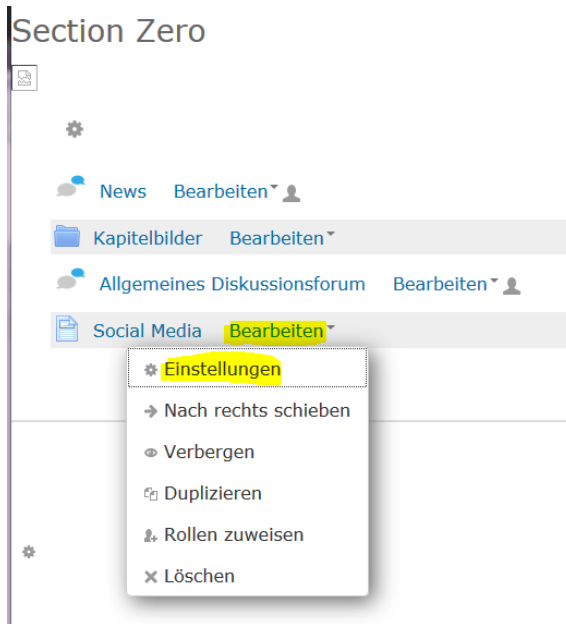 Section Zero
News Bearbeiten
Kapitelbilder Bearbeiten
Allgemeines Diskussionsforum Bearbeiten
Social Media Bearbeiten
Einstellungen
Nach rechts schieben
Verbergen
Duplizieren
Rollen zuweisen
Löschen